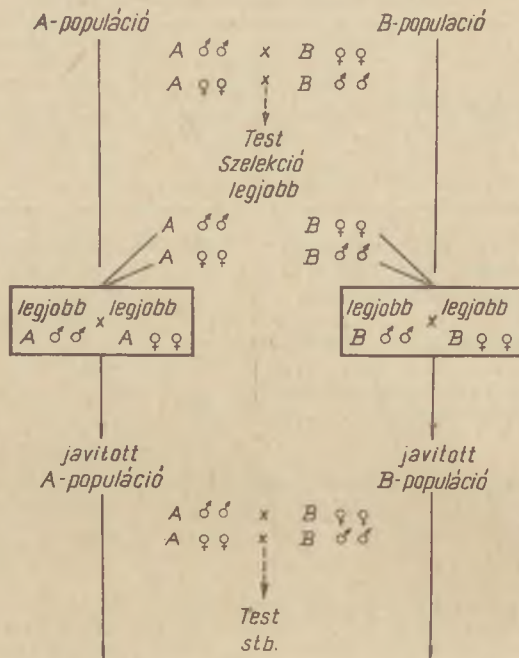 A-populáció
B-populáció
A ♂♂ x B ♀♀
A ♀♀ x B ♂♂
Test
Szelekció
legjobb
A ♂♂ B ♀♀
A ♀♀ B ♂♂
legjobb x legjobb
A ♂♂ A ♀♀
legjobb x legjobb
B ♂♂ B ♀♀
javított
A-populáció
javított
B-populáció
A ♂♂ x B ♀♀
A ♀♀ x B ♂♂
Test
stb.